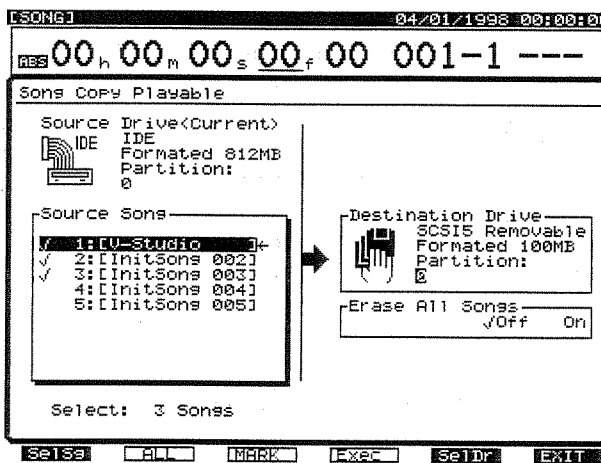 [SONG] 04/01/1998 00:00:00
ABS 00h 00m 00s 00f 00 001-1 ---
Song Copy Playable
Source Drive(Current)
IDE IDE
Formated 812MB
Partition:
0
Source Song
√ 1:[V-Studio ]←
√ 2:[InitSong 002]
√ 3:[InitSong 003]
4:[InitSong 004]
5:[InitSong 005]
Select: 3 Songs
Destination Drive
SCSI5 Removable
Formated 100MB
Partition:
0
Erase All Songs
√Off On
SelSg ALL MARK Exec SelDr EXIT